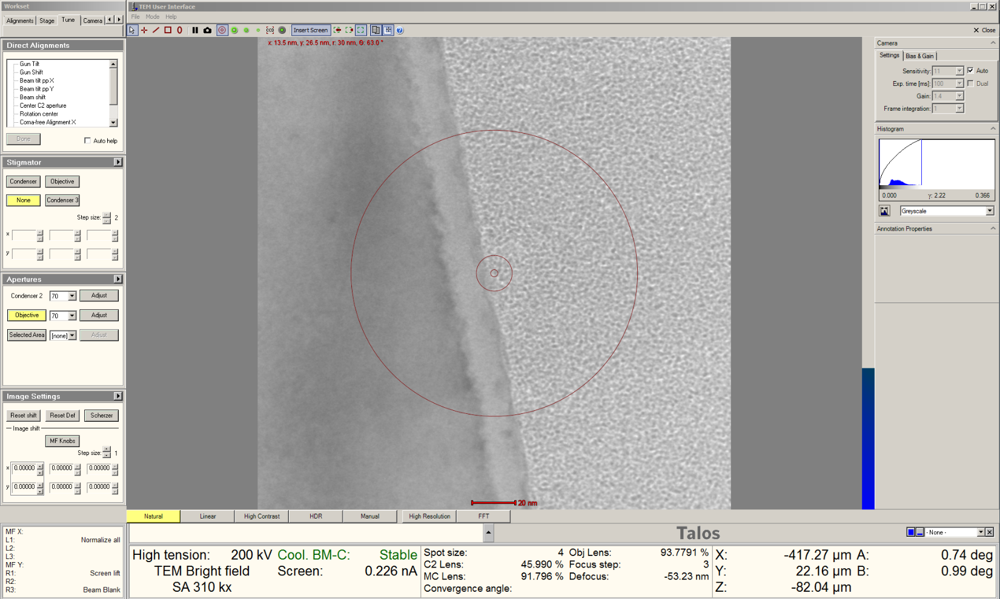 Workset
TEM User Interface
Alignments Stage Tune Camera
File Mode Help
Insert Screen
Close
Direct Alignments
Gun Tilt
Gun Shift
Beam tilt pp X
Beam tilt pp Y
Beam shift
Center C2 aperture
Rotation center
Coma-free Alignment X
Done
Auto help
Stigmator
Condenser Objective
None Condenser 3
Step size: 2
x
y
Apertures
Condenser 2 70 Adjust
Objective 70 Adjust
Selected Area [none] Adjust
Image Settings
Reset shift Reset Def Scherzer
Image shift
MF Knobs
Step size: 1
x 0.00000 0.00000 0.00000
y 0.00000 0.00000 0.00000
x: 13.5 nm, y: 26.5 nm, r: 30 nm, Θ: 63.0 °
20 nm
Camera
Settings Bias & Gain
Sensitivity: 11 Auto
Exp. time [ms]: 100 Dual
Gain: 1.4
Frame integration: 1
Histogram
0.000 γ: 2.22 0.366
Greyscale
Annotation Properties
Natural Linear High Contrast HDR Manual High Resolution FFT
MF X:
L1: Normalize all
L2:
L3:
MF Y:
R1: Screen lift
R2:
R3: Beam Blank
Talos
- None -
High tension: 200 kV Cool. BM-C: Stable
TEM Bright field Screen: 0.226 nA
SA 310 kx
Spot size: 4 Obj Lens: 93.7791 %
C2 Lens: 45.990 % Focus step: 3
MC Lens: 91.796 % Defocus: -53.23 nm
Convergence angle:
X: -417.27 µm A: 0.74 deg
Y: 22.16 µm B: 0.99 deg
Z: -82.04 µm